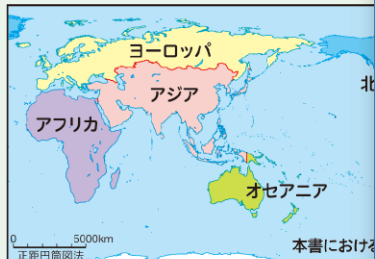 ヨーロッパ
アジア
北
アフリカ
オセアニア
0 5000km
正距円筒図法
本書における